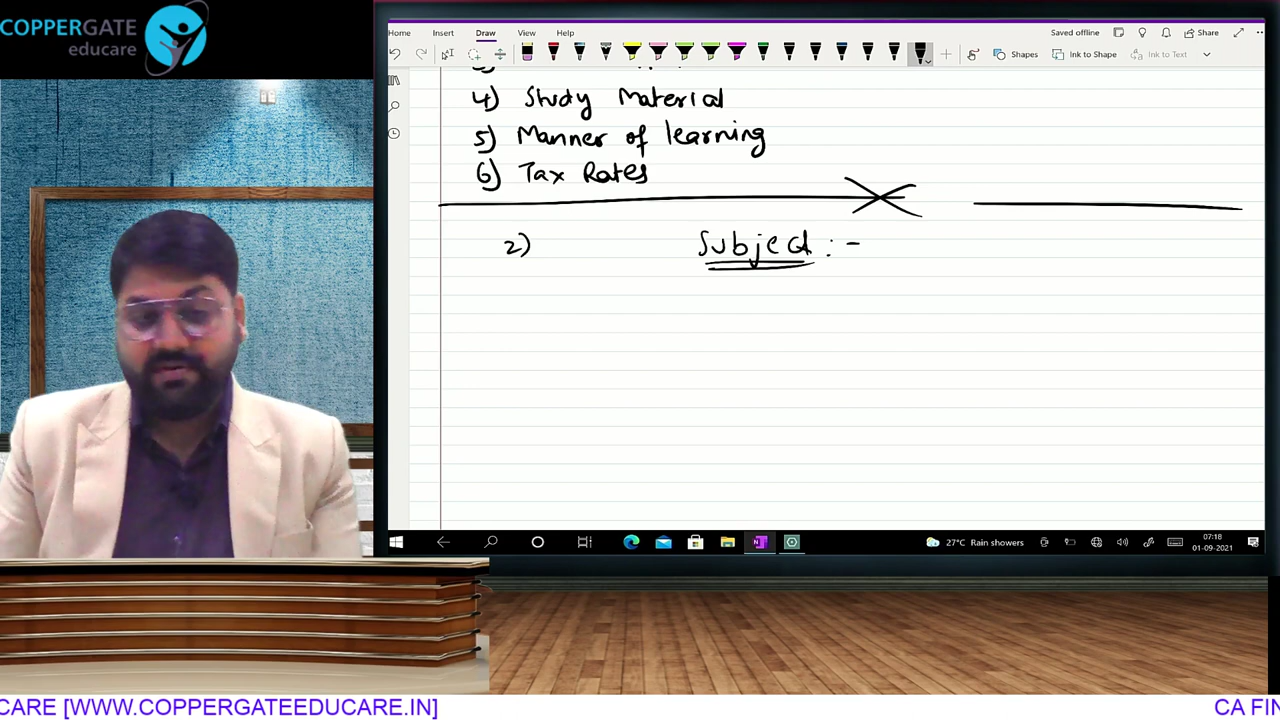 COPPERGATE
educare
Home Insert Draw View Help
Saved offline
Share
Shapes
Ink to Shape
Ink to Text
4) Study Material
5) Manner of learning
6) Tax Rates
2) Subject :-
27°C Rain showers
07:18
01-09-2021
CARE [WWW.COPPERGATEEDUCARE.IN]
CA FIN